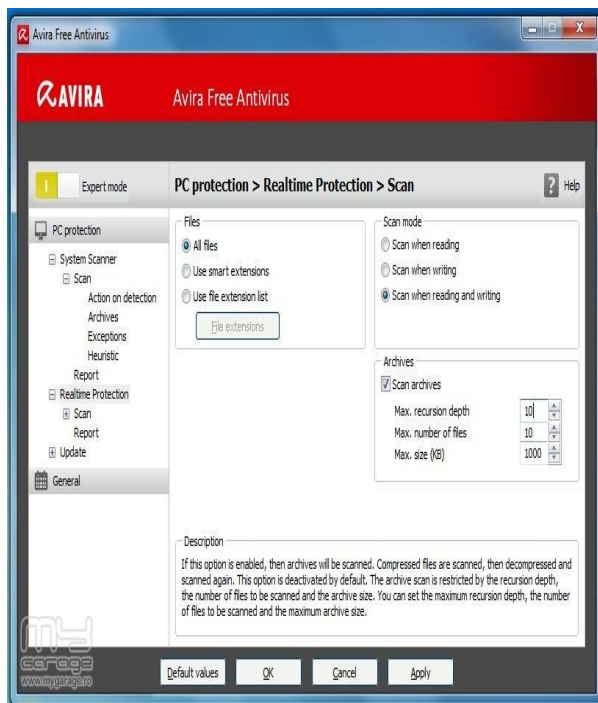 Avira Free Antivirus
AVIRA Avira Free Antivirus
Expert mode
PC protection > Realtime Protection > Scan
Help
PC protection
System Scanner
Scan
Action on detection
Archives
Exceptions
Heuristic
Report
Realtime Protection
Scan
Report
Update
General
Files
All files
Use smart extensions
Use file extension list
File extensions
Scan mode
Scan when reading
Scan when writing
Scan when reading and writing
Archives
Scan archives
Max. recursion depth 10
Max. number of files 10
Max. size (KB) 1000
Description
If this option is enabled, then archives will be scanned. Compressed files are scanned, then decompressed and
scanned again. This option is deactivated by default. The archive scan is restricted by the recursion depth,
the number of files to be scanned and the archive size. You can set the maximum recursion depth, the number
of files to be scanned and the maximum archive size.
Default values OK Cancel Apply
my
garage
www.mygarage.ro